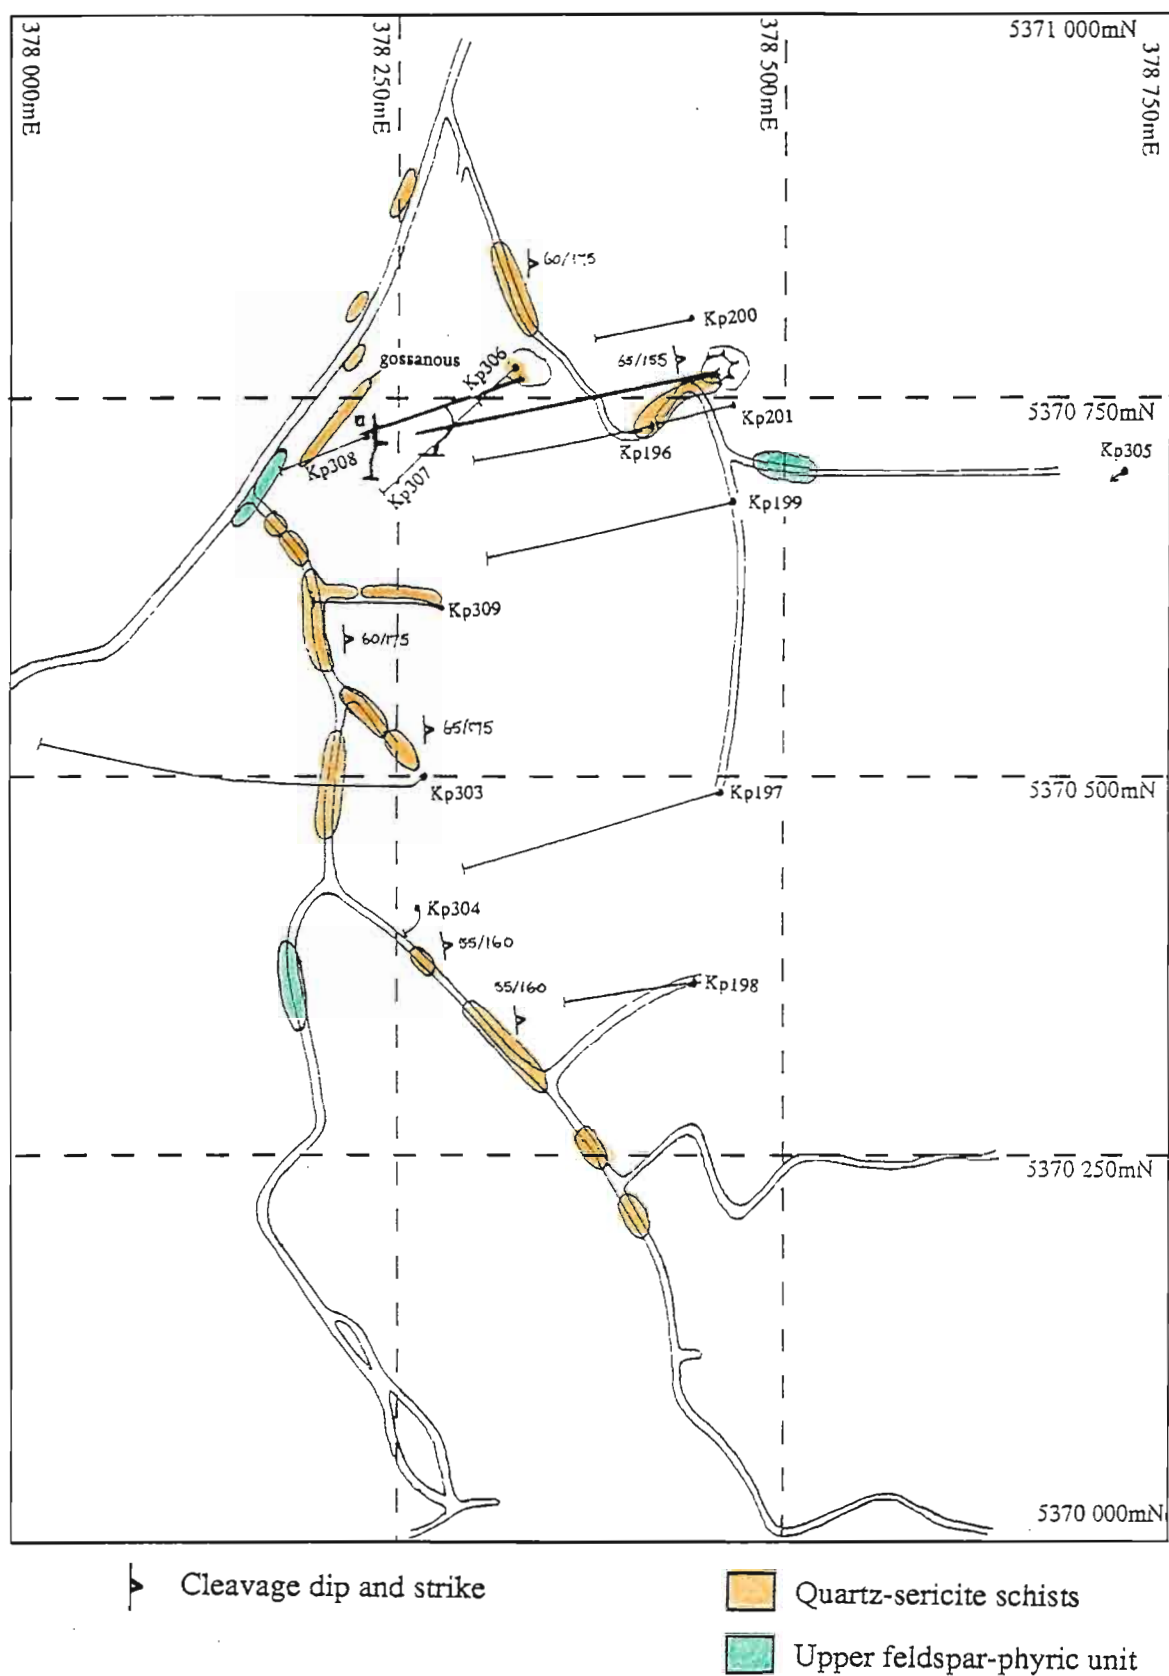 378 000mE
378 250mE
378 500mE
378 750mE
5371 000mN
60/175
Kp200
65/155
gossanous
Kp306
Kp201
5370 750mN
Kp196
Kp305
Kp308
Kp307
Kp199
Kp309
60/175
65/175
Kp303
Kp197
5370 500mN
Kp304
55/160
55/160
Kp198
5370 250mN
5370 000mN
Cleavage dip and strike
Quartz-sericite schists
Upper feldspar-phyric unit